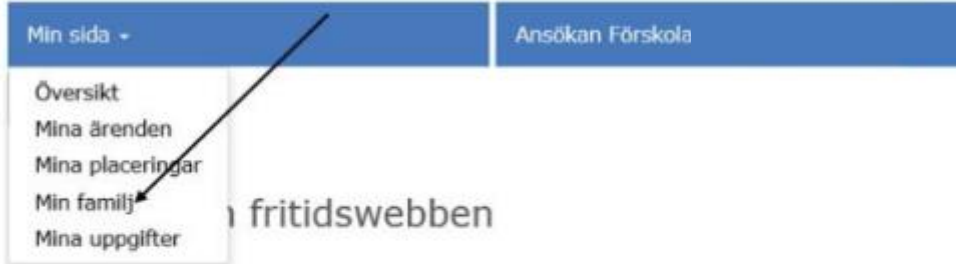 Min sida
Ansökan Förskola
Översikt
Mina ärenden
Mina placeringar
Min familj
Mina uppgifter
fritidswebben